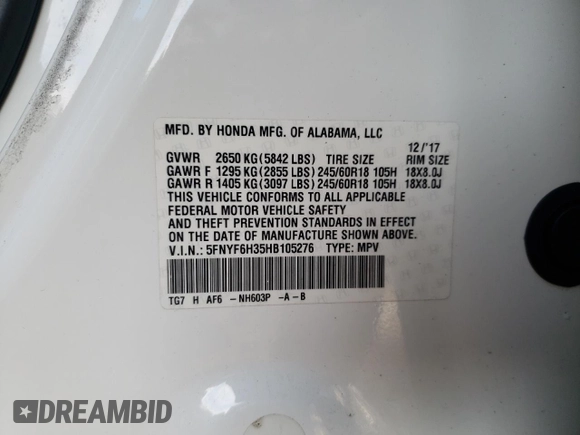 MFD. BY HONDA MFG. OF ALABAMA, LLC
12/'17
GVWR 2650 KG (5842 LBS) TIRE SIZE RIM SIZE
GAWR F 1295 KG (2855 LBS) 245/60R18 105H 18X8.0J
GAWR R 1405 KG (3097 LBS) 245/60R18 105H 18X8.0J
THIS VEHICLE CONFORMS TO ALL APPLICABLE
FEDERAL MOTOR VEHICLE SAFETY
AND THEFT PREVENTION STANDARDS IN EFFECT
ON THE DATE OF MANUFACTURE SHOWN ABOVE.
V.I.N.: 5FNYF6H35HB105276 TYPE: MPV
TG7 H AF6 -NH603P -A-B
DREAMBID